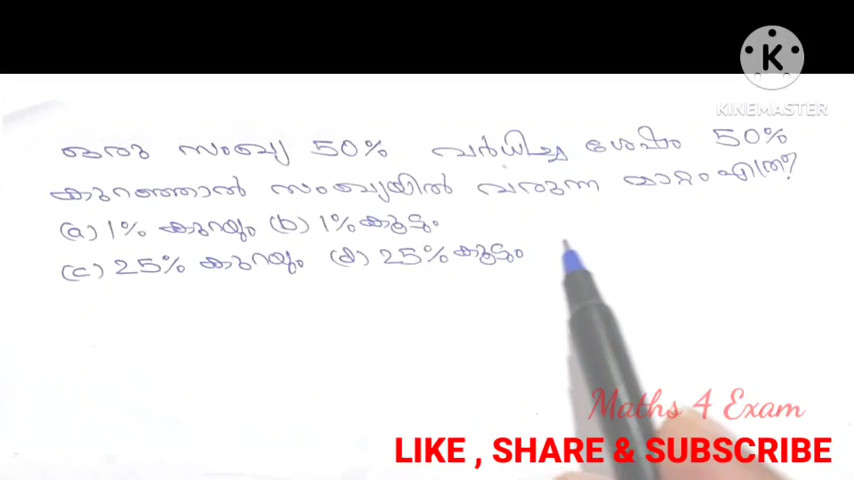 K
KINEMASTER
ഒരു സംഖ്യ 50% വർധിച്ച ശേഷം 50%
കുറഞ്ഞാൽ സംഖ്യയിൽ വരുന്ന മാറ്റം എത്ര?
(a) 1% കുറയും (b) 1% കൂടും
(c) 25% കുറയും (d) 25% കൂടും
Maths 4 Exam
LIKE , SHARE & SUBSCRIBE